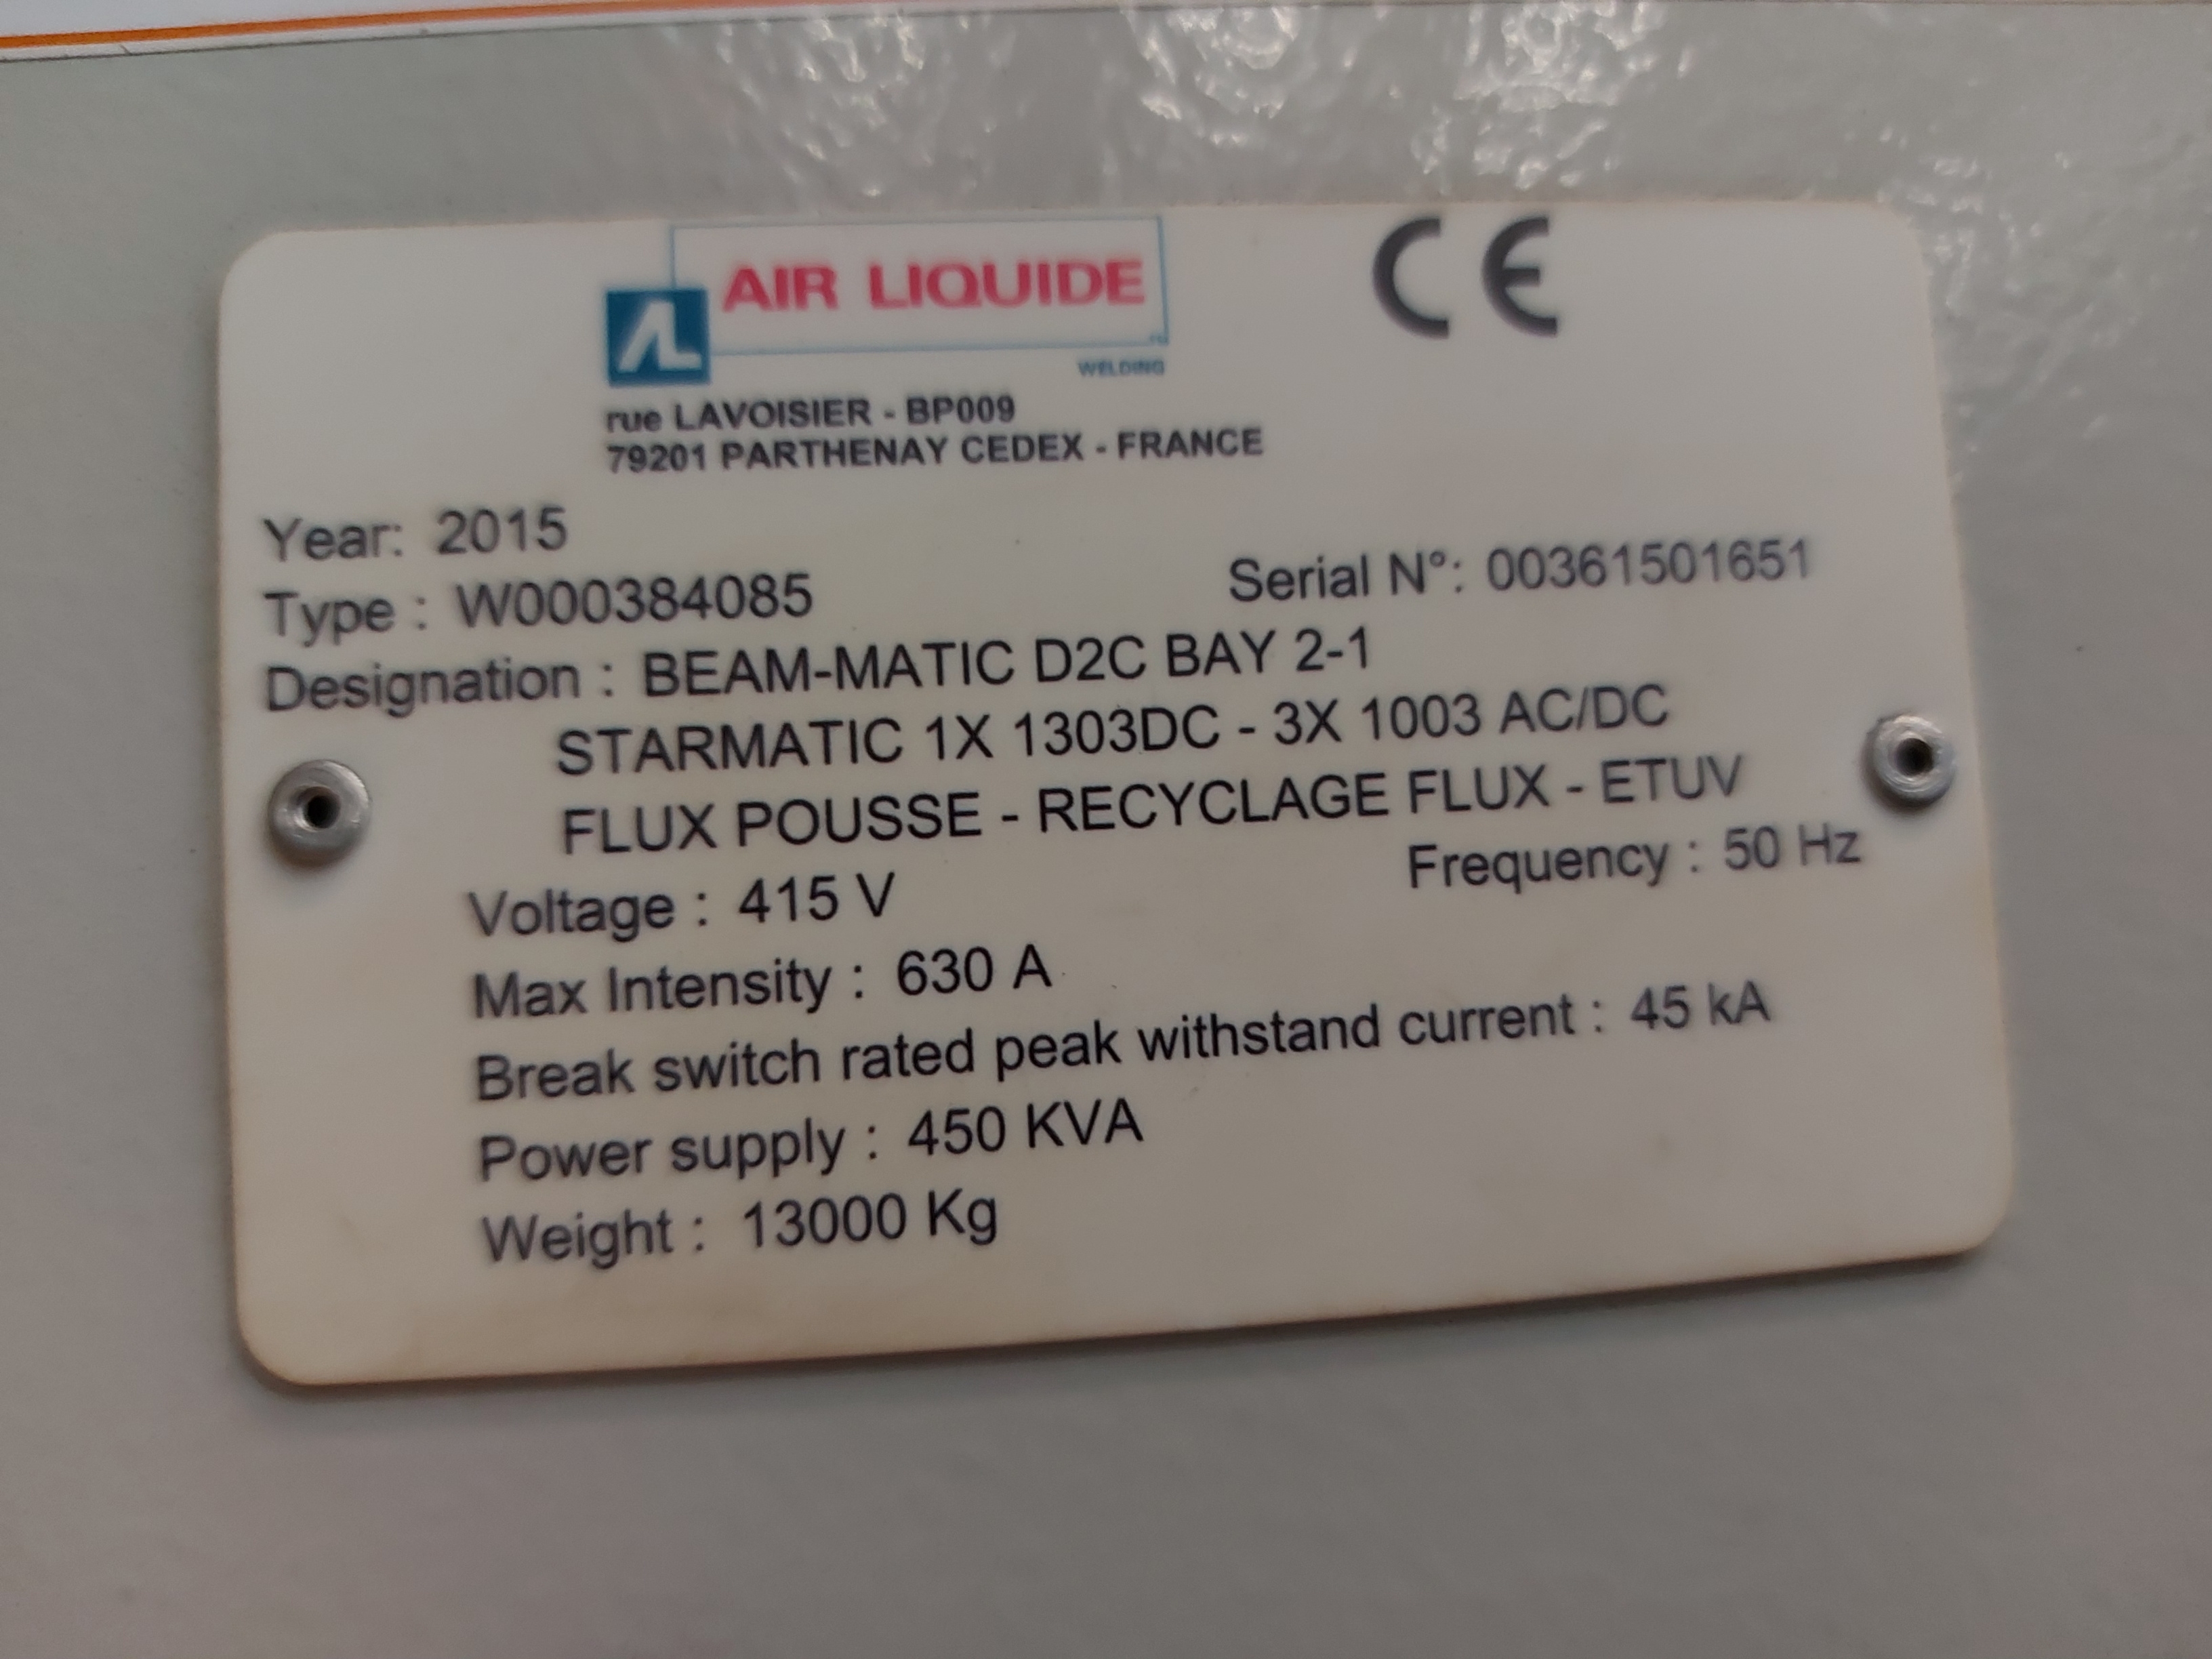 AIR LIQUIDE
AL
WELDING
CE
rue LAVOISIER - BP009
79201 PARTHENAY CEDEX - FRANCE
Year: 2015
Type : W000384085
Serial N°: 00361501651
Designation : BEAM-MATIC D2C BAY 2-1
STARMATIC 1X 1303DC - 3X 1003 AC/DC
FLUX POUSSE - RECYCLAGE FLUX - ETUV
Voltage : 415 V
Frequency : 50 Hz
Max Intensity : 630 A
Break switch rated peak withstand current : 45 kA
Power supply : 450 KVA
Weight : 13000 Kg